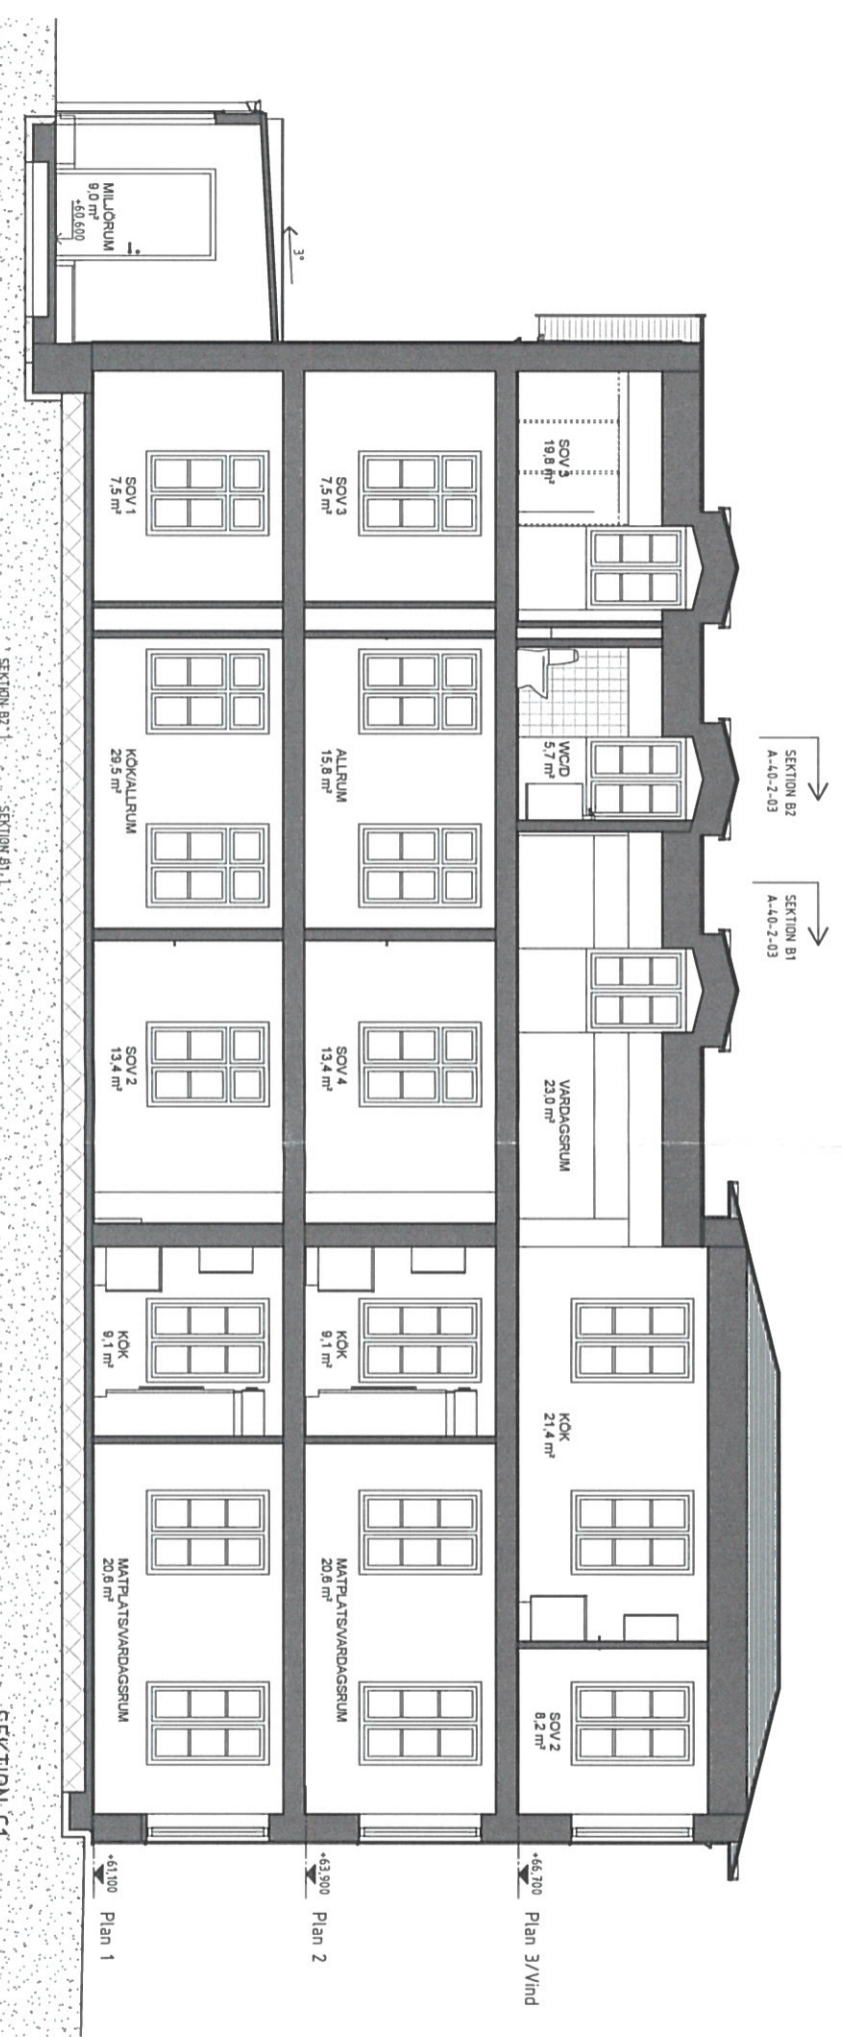 SEKTION B2
A-40-2-03
SEKTION B1
A-40-2-03
SOV 3
19,8 m²
WC/D
5,7 m²
VARDAGSRUM
23,0 m²
KÖK
21,4 m²
SOV 2
8,2 m²
+66,700
Plan 3/Vind
3°
SOV 3
7,5 m²
ALLRUM
15,8 m²
SOV 4
13,4 m²
KÖK
9,1 m²
MATPLATS/VARDAGSRUM
20,6 m²
+63,900
Plan 2
MILJÖRUM
9,0 m²
+60,600
SOV 1
7,5 m²
KÖK/ALLRUM
29,5 m²
SOV 2
13,4 m²
KÖK
9,1 m²
MATPLATS/VARDAGSRUM
20,6 m²
+61,100
Plan 1
SEKTION B2
SEKTION B1
SEKTION